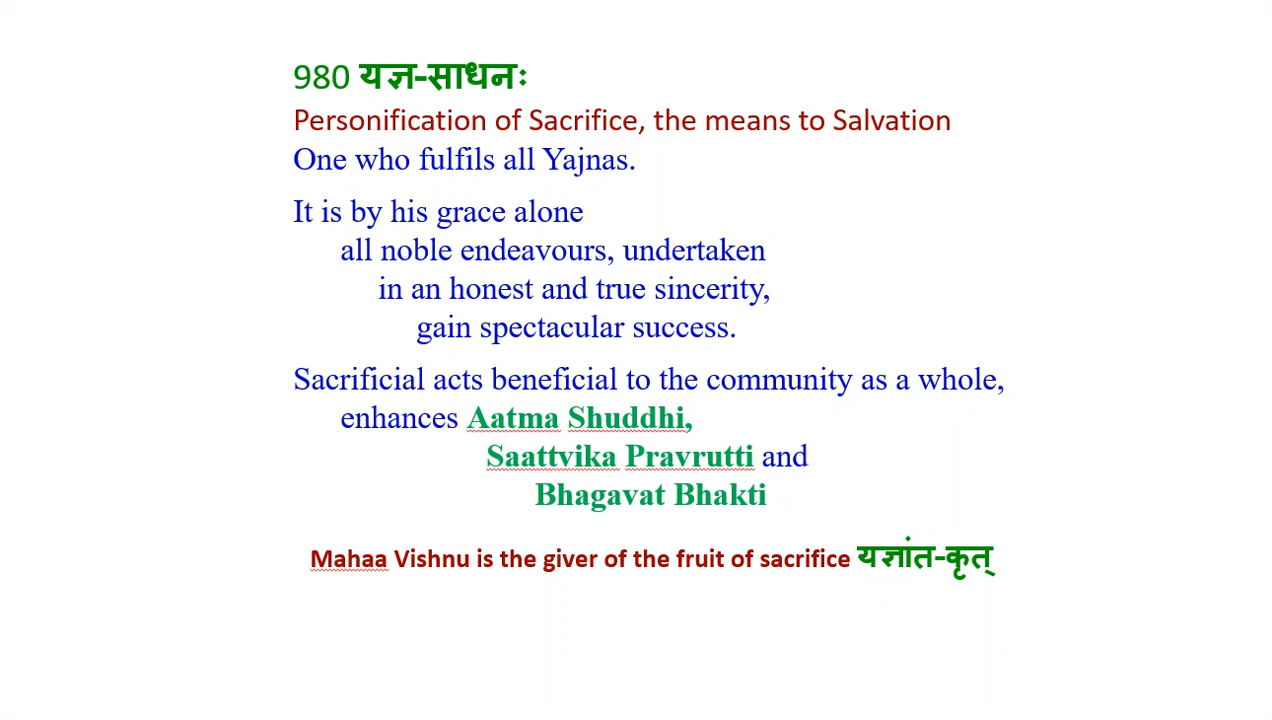 980 यज्ञ-साधनः
Personification of Sacrifice, the means to Salvation
One who fulfils all Yajnas.
It is by his grace alone
all noble endeavours, undertaken
in an honest and true sincerity,
gain spectacular success.
Sacrificial acts beneficial to the community as a whole,
enhances Aatma Shuddhi,
Saattvika Pravrutti and
Bhagavat Bhakti
Mahaa Vishnu is the giver of the fruit of sacrifice यज्ञांत-कृत्